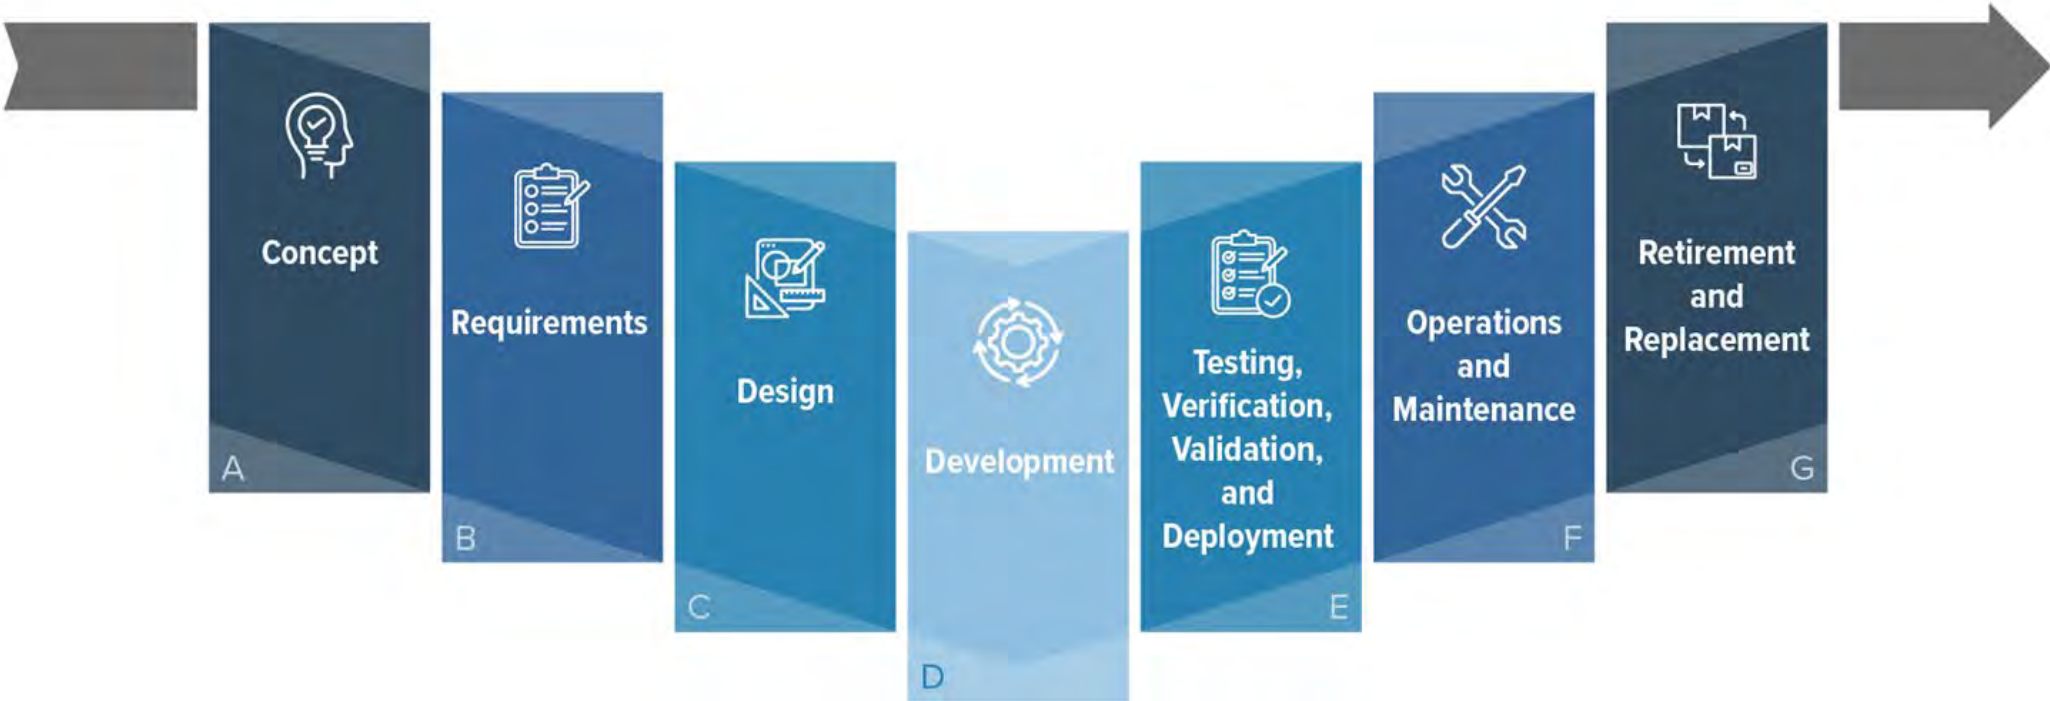 Concept
A
Requirements
B
Design
C
Development
D
Testing,
Verification,
Validation,
and
Deployment
E
Operations
and
Maintenance
F
Retirement
and
Replacement
G